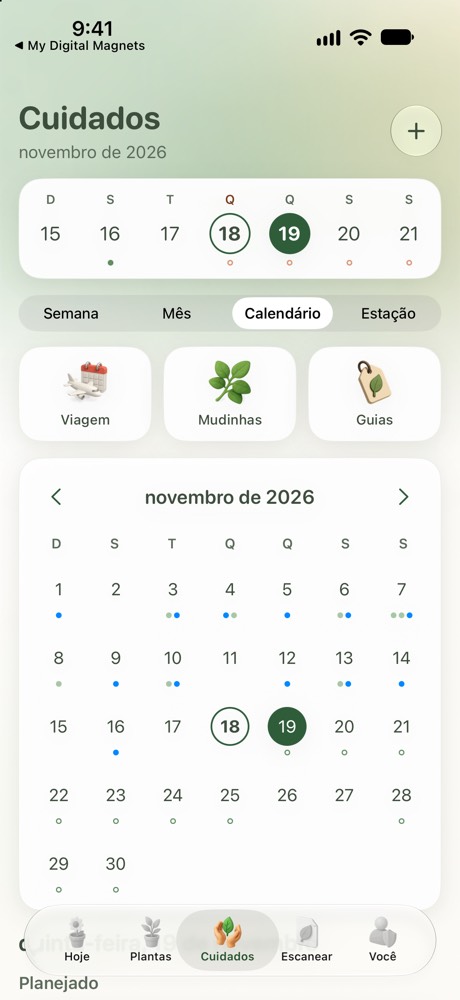 9:41
◀ My Digital Magnets
Cuidados
novembro de 2026
D S T Q Q S S
15 16 17 18 19 20 21
Semana Mês Calendário Estação
Viagem Mudinhas Guias
novembro de 2026
D S T Q Q S S
1 2 3 4 5 6 7
8 9 10 11 12 13 14
15 16 17 18 19 20 21
22 23 24 25 26 27 28
29 30
Hoje Plantas Cuidados Escanear Você
Planejado